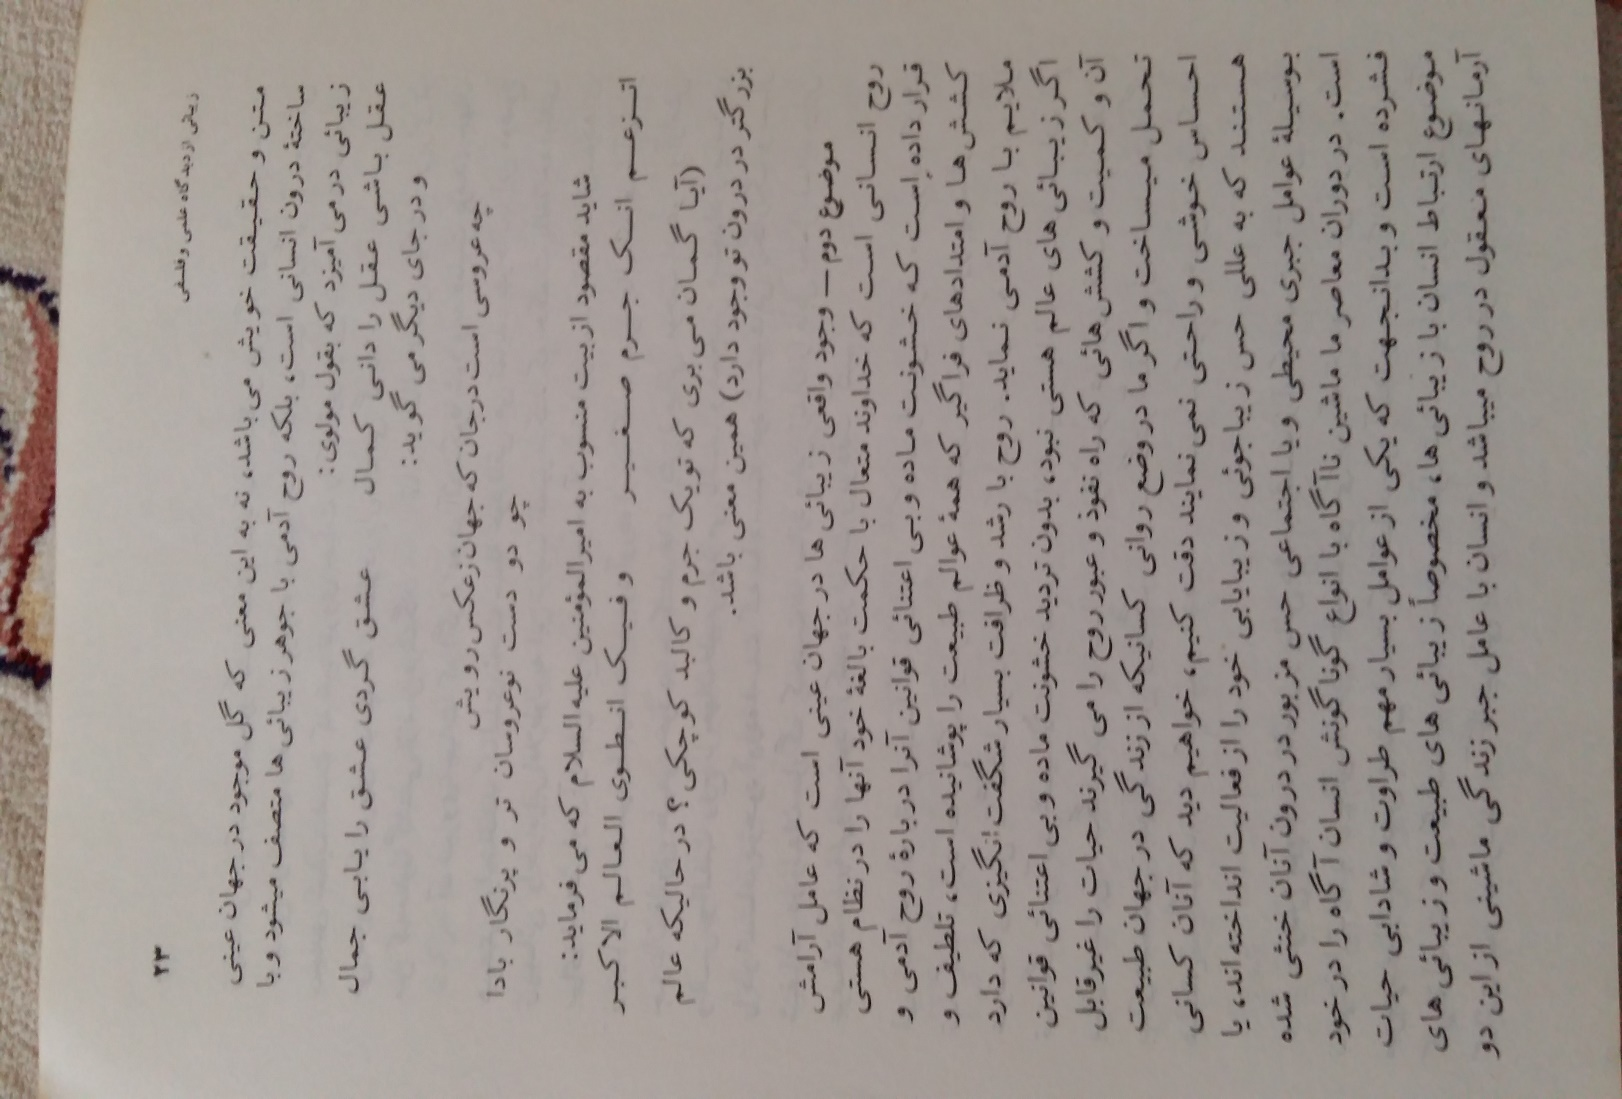 زیبائی از دیدگاه علمی و فلسفی
۲۳
متن و حقیقت خویش می‌باشد، نه به این معنی که گل موجود در جهان عینی
ساختهٔ درون انسانی است، بلکه روح آدمی با جوهر زیبائی ها متصف میشود و با
زیبائی در می آمیزد که بقول مولوی:
عقل باشی عقل را دانی کمال عشق گردی عشق را یابی جمال
و در جای دیگر می گوید:
چه عروسی است در جان که جهان ز عکس رویش
چو دو دست نوعروسان تر و پرنگار بادا
شاید مقصود از بیت منسوب به امیرالمؤمنین علیه السلام که می فرماید:
اتزعم انک جرم صغیر و فیک انطوی العالم الاکبر
(آیا گمان می بری که تو یک جرم و کالبد کوچکی؟ در حالیکه عالم
بزرگتر در درون تو وجود دارد) همین معنی باشد.
موضوع دوم — وجود واقعی زیبائی ها در جهان عینی است که عامل آرامش
روح انسانی است که خداوند متعال با حکمت بالغهٔ خود آنها را در نظام هستی
قرار داده است که خشونت ماده و بی اعتنائی قوانین آنرا در بارهٔ روح آدمی و
کشش ها و امتدادهای فراگیر که همهٔ عوالم طبیعت را پوشانیده است، تلطیف و
ملایم با روح آدمی نماید. روح با رشد و ظرافت بسیار شگفت انگیزی که دارد
اگر زیبائی های عالم هستی نبود، بدون تردید خشونت ماده و بی اعتنائی قوانین
آن و کمیت و کشش هائی که راه نفوذ و عبور روح را می گیرند حیات را غیرقابل
تحمل میساخت و اگر ما در وضع روانی کسانیکه از زندگی در جهان طبیعت
احساس خوشی و راحتی نمی نمایند دقت کنیم، خواهیم دید که آنان کسانی
هستند که به عللی حس زیباجوئی و زیبایابی خود را از فعالیت انداخته اند، یا
بوسیلهٔ عوامل جبری محیطی و یا اجتماعی حس مزبور در درون آنان خنثی شده
است. در دوران معاصر ما ماشین ناآگاه با انواع گوناگونش انسان آگاه را در خود
فشرده است و بدانجهت که یکی از عوامل بسیار مهم طراوت و شادابی حیات
موضوع ارتباط انسان با زیبائی ها، مخصوصاً زیبائی های طبیعت و زیبائی های
آرمانهای معقول در روح میباشد و انسان با عامل جبر زندگی ماشینی از این دو